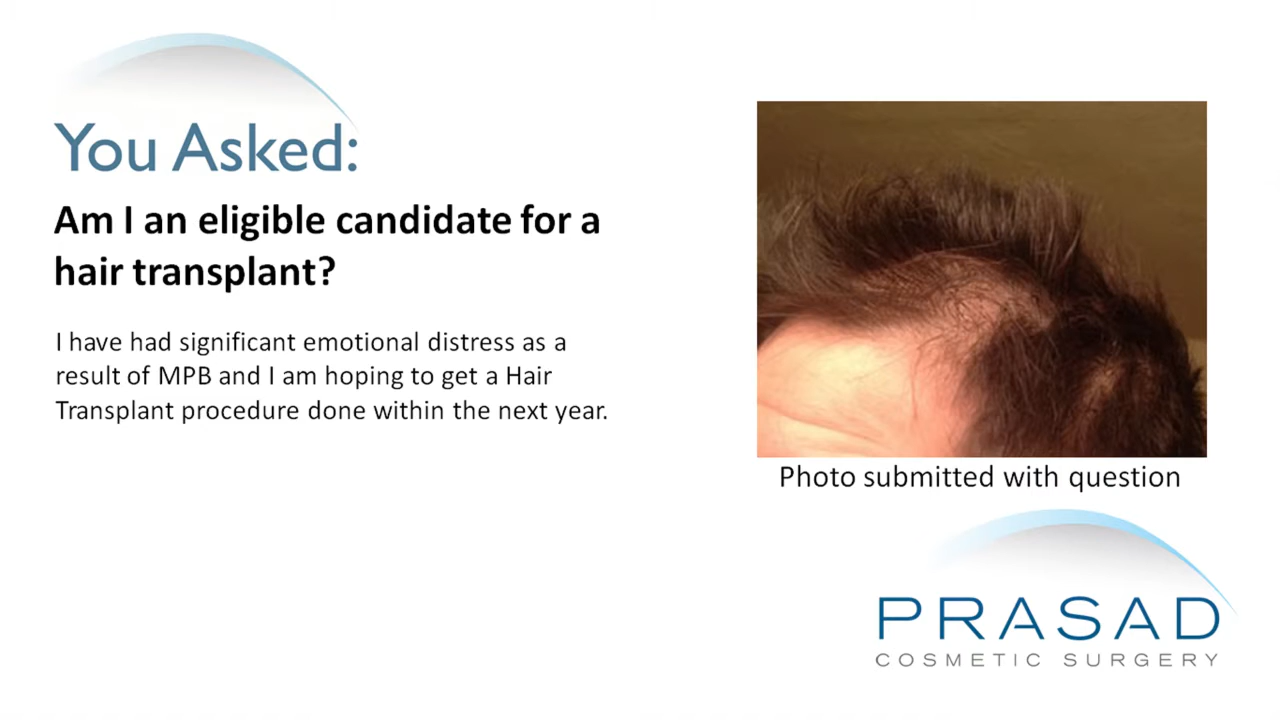 You Asked:
Am I an eligible candidate for a
hair transplant?
I have had significant emotional distress as a
result of MPB and I am hoping to get a Hair
Transplant procedure done within the next year.
Photo submitted with question
PRASAD
COSMETIC SURGERY